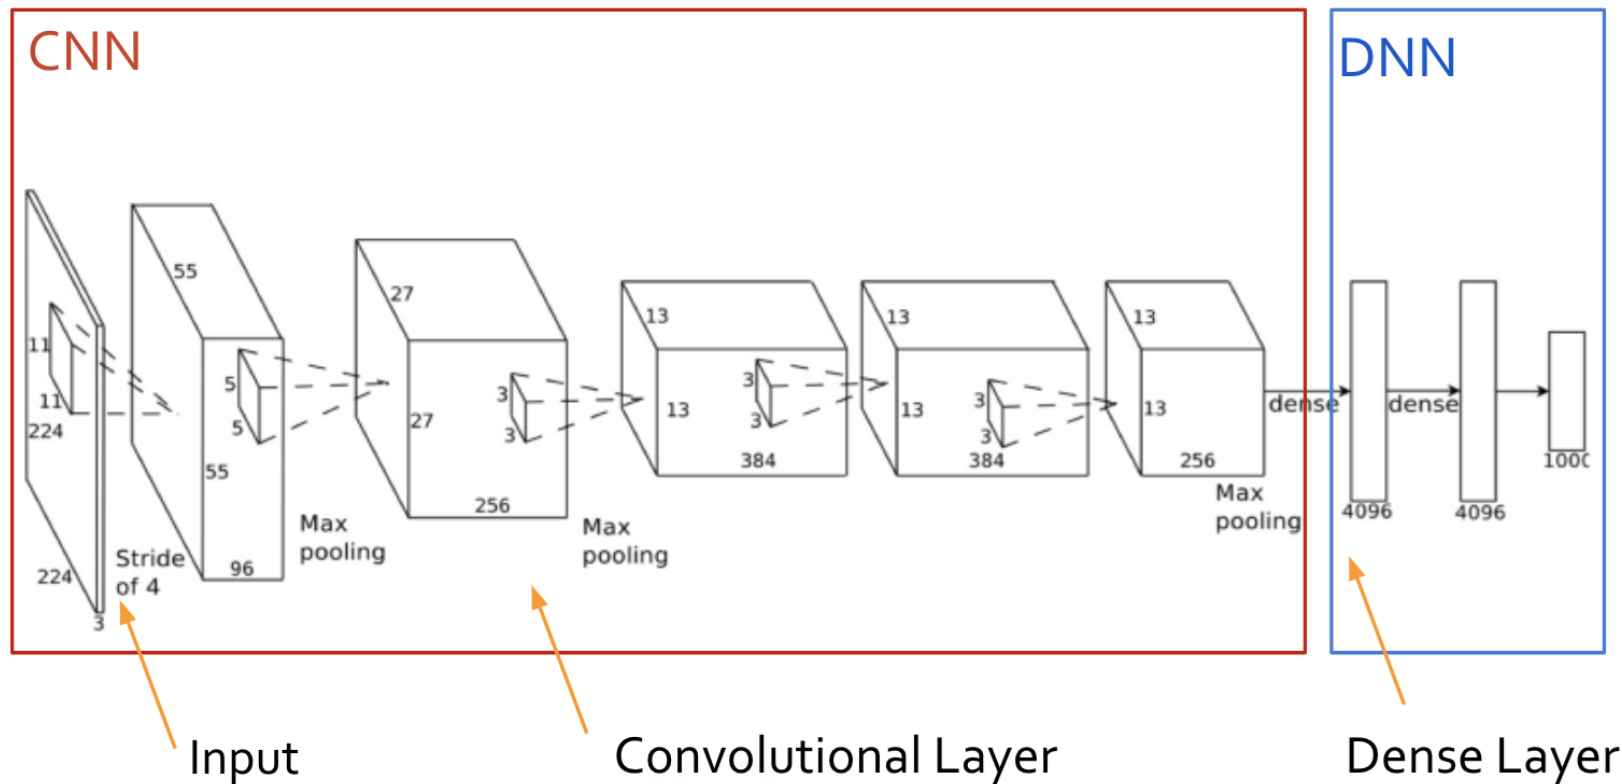 CNN
DNN
11
11
224
224
3
Stride
of 4
55
55
96
5
5
Max
pooling
27
27
256
3
3
Max
pooling
13
13
384
3
3
13
13
384
3
3
13
13
256
Max
pooling
dense
4096
dense
4096
1000
Input
Convolutional Layer
Dense Layer